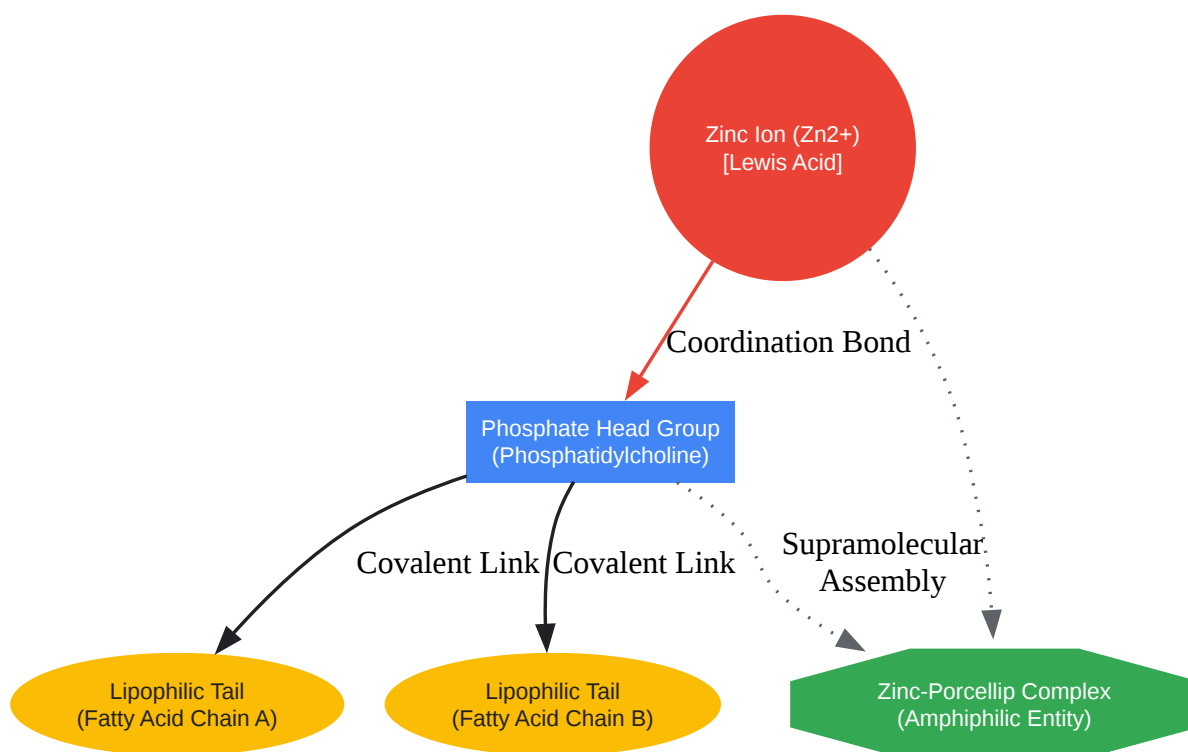 Zinc Ion (Zn2+)
[Lewis Acid]
Coordination Bond
Phosphate Head Group
(Phosphatidylcholine)
Covalent Link
Covalent Link
Supramolecular
Assembly
Lipophilic Tail
(Fatty Acid Chain A)
Lipophilic Tail
(Fatty Acid Chain B)
Zinc-Porcellip Complex
(Amphiphilic Entity)